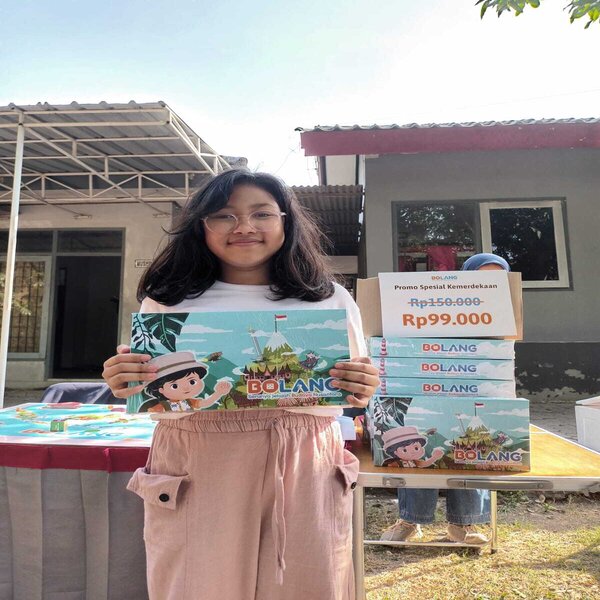 BOLANG
Promo Spesial Kemerdekaan
Rp150.000
Rp99.000
BOLANG
BOLANG
BOLANG
BOLANG
BOLANG